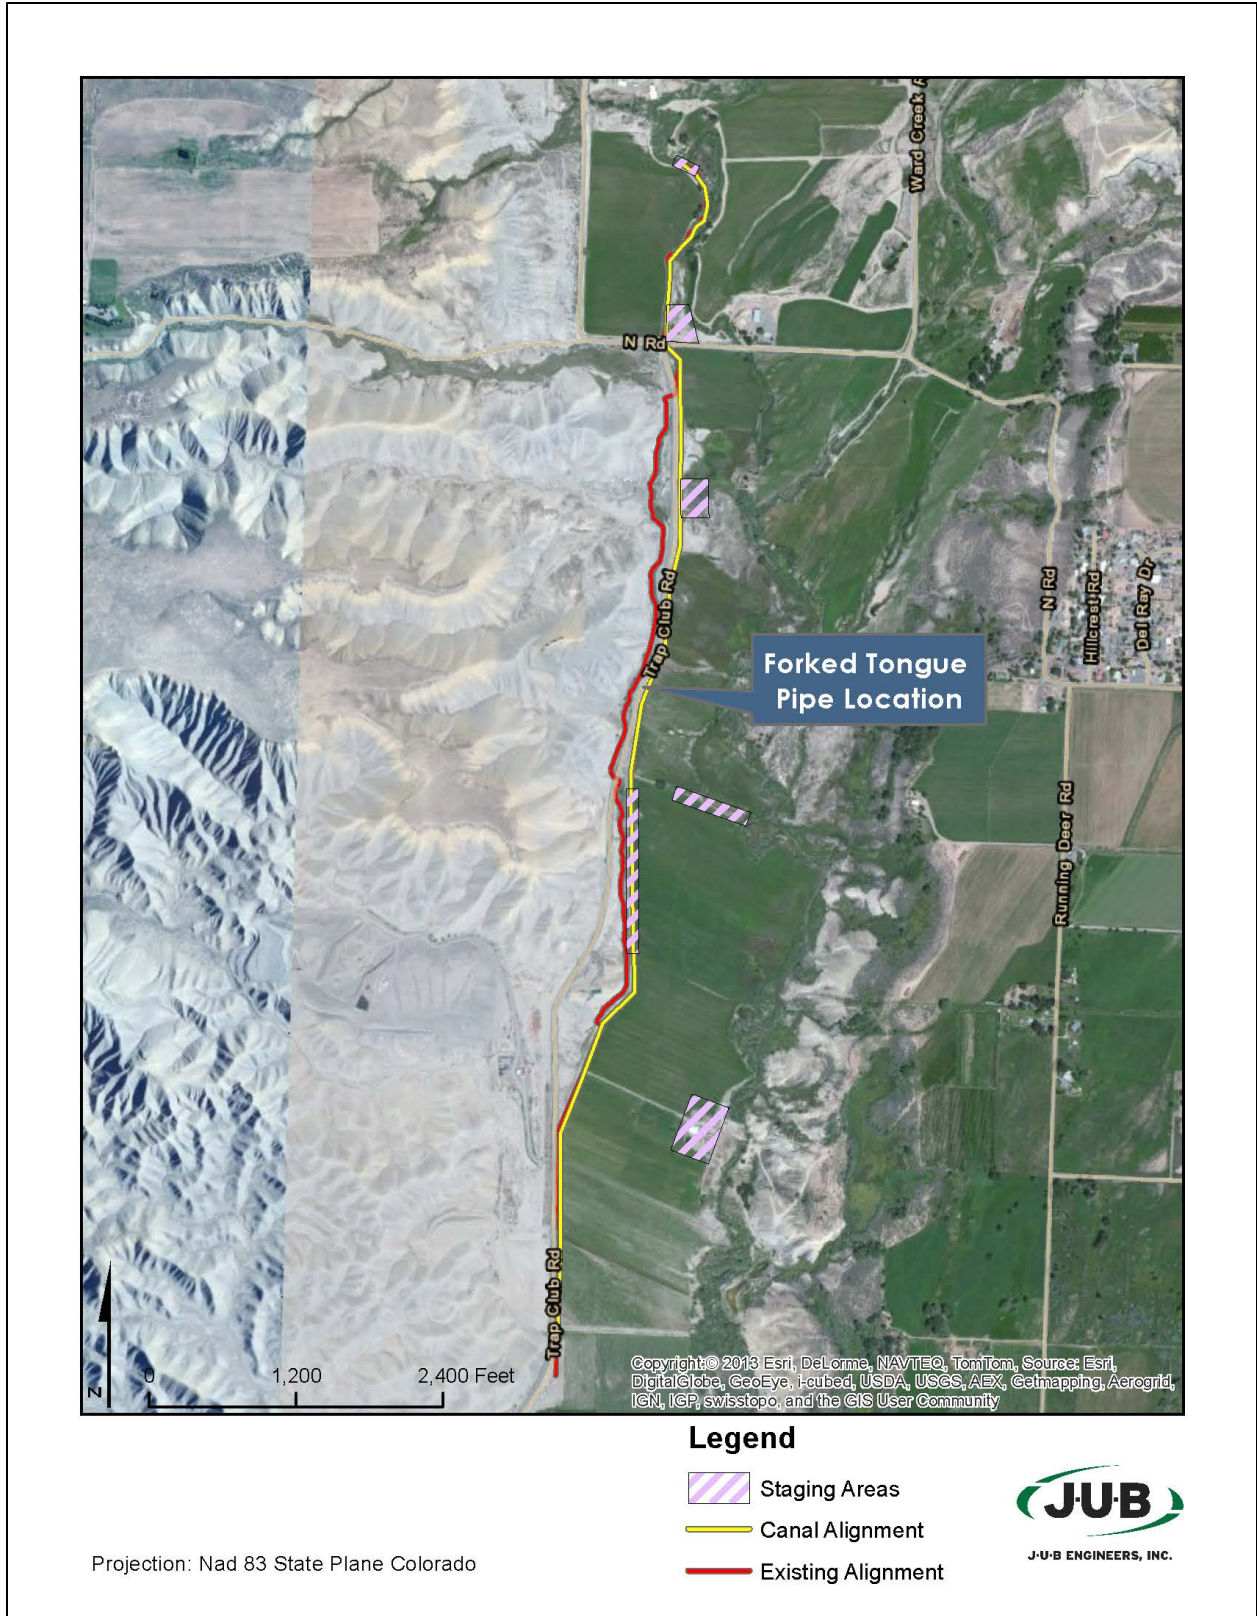 Ward Creek
N Rd
Trap Club Rd
N Rd
Hillcrest Rd
Del Ray Dr
Forked Tongue
Pipe Location
Running Deer Rd
Trap Club Rd
N
0 1,200 2,400 Feet
Copyright:© 2013 Esri, DeLorme, NAVTEQ, TomTom, Source: Esri,
DigitalGlobe, GeoEye, i-cubed, USDA, USGS, AEX, Getmapping, Aerogrid,
IGN, IGP, swisstopo, and the GIS User Community
Legend
Staging Areas
Canal Alignment
Existing Alignment
J·U·B
J·U·B ENGINEERS, INC.
Projection: Nad 83 State Plane Colorado